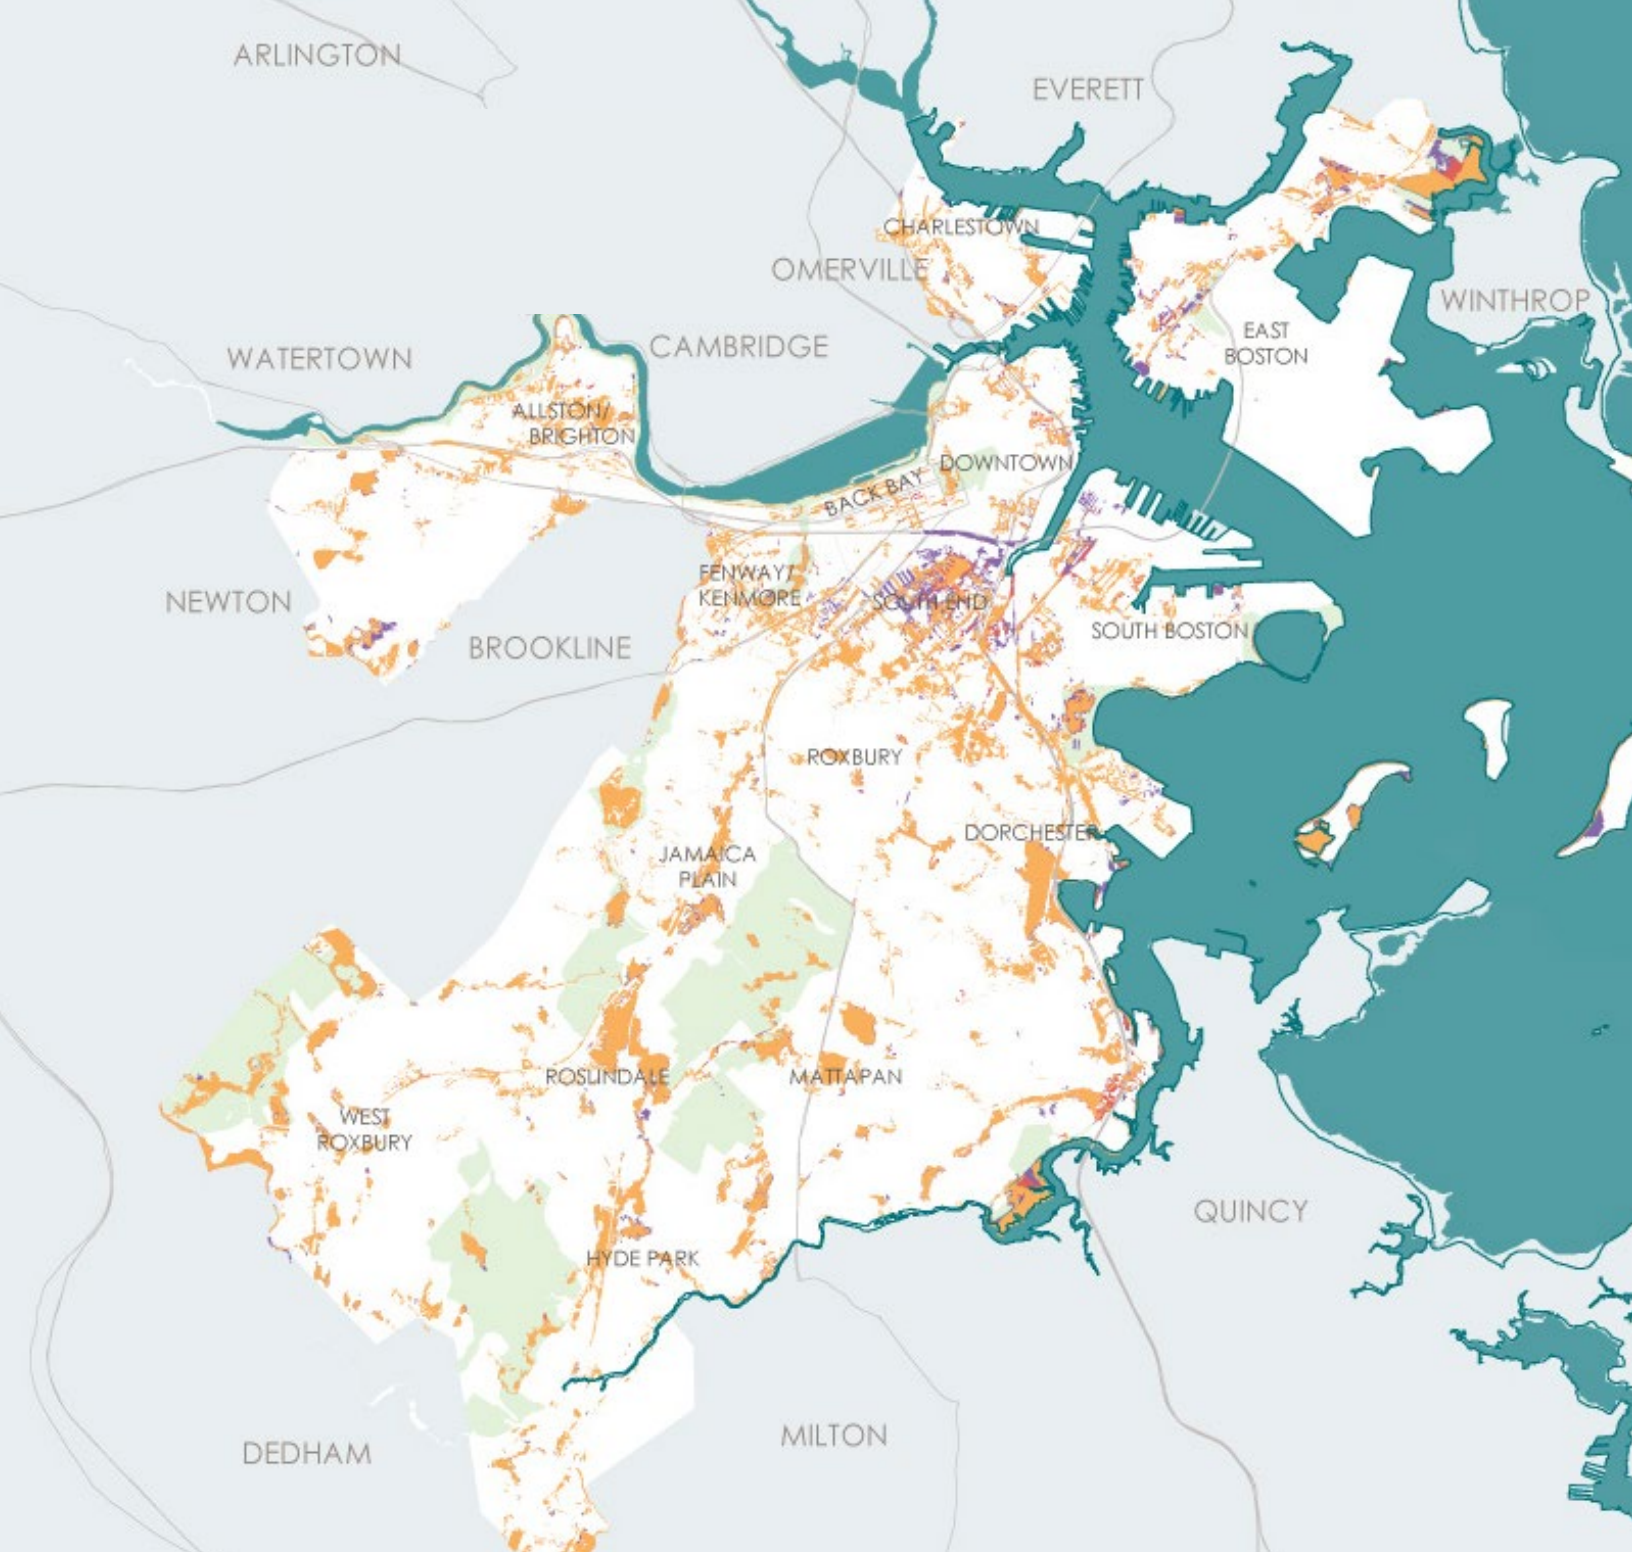 ARLINGTON
EVERETT
CHARLESTOWN
OMERVILLE
WINTHROP
EAST
BOSTON
WATERTOWN
CAMBRIDGE
ALLSTON/
BRIGHTON
DOWNTOWN
BACK BAY
FENWAY/
KENMORE
SOUTH END
NEWTON
BROOKLINE
SOUTH BOSTON
ROXBURY
DORCHESTER
JAMAICA
PLAIN
ROSLINDALE
MATTAPAN
WEST
ROXBURY
QUINCY
HYDE PARK
MILTON
DEDHAM